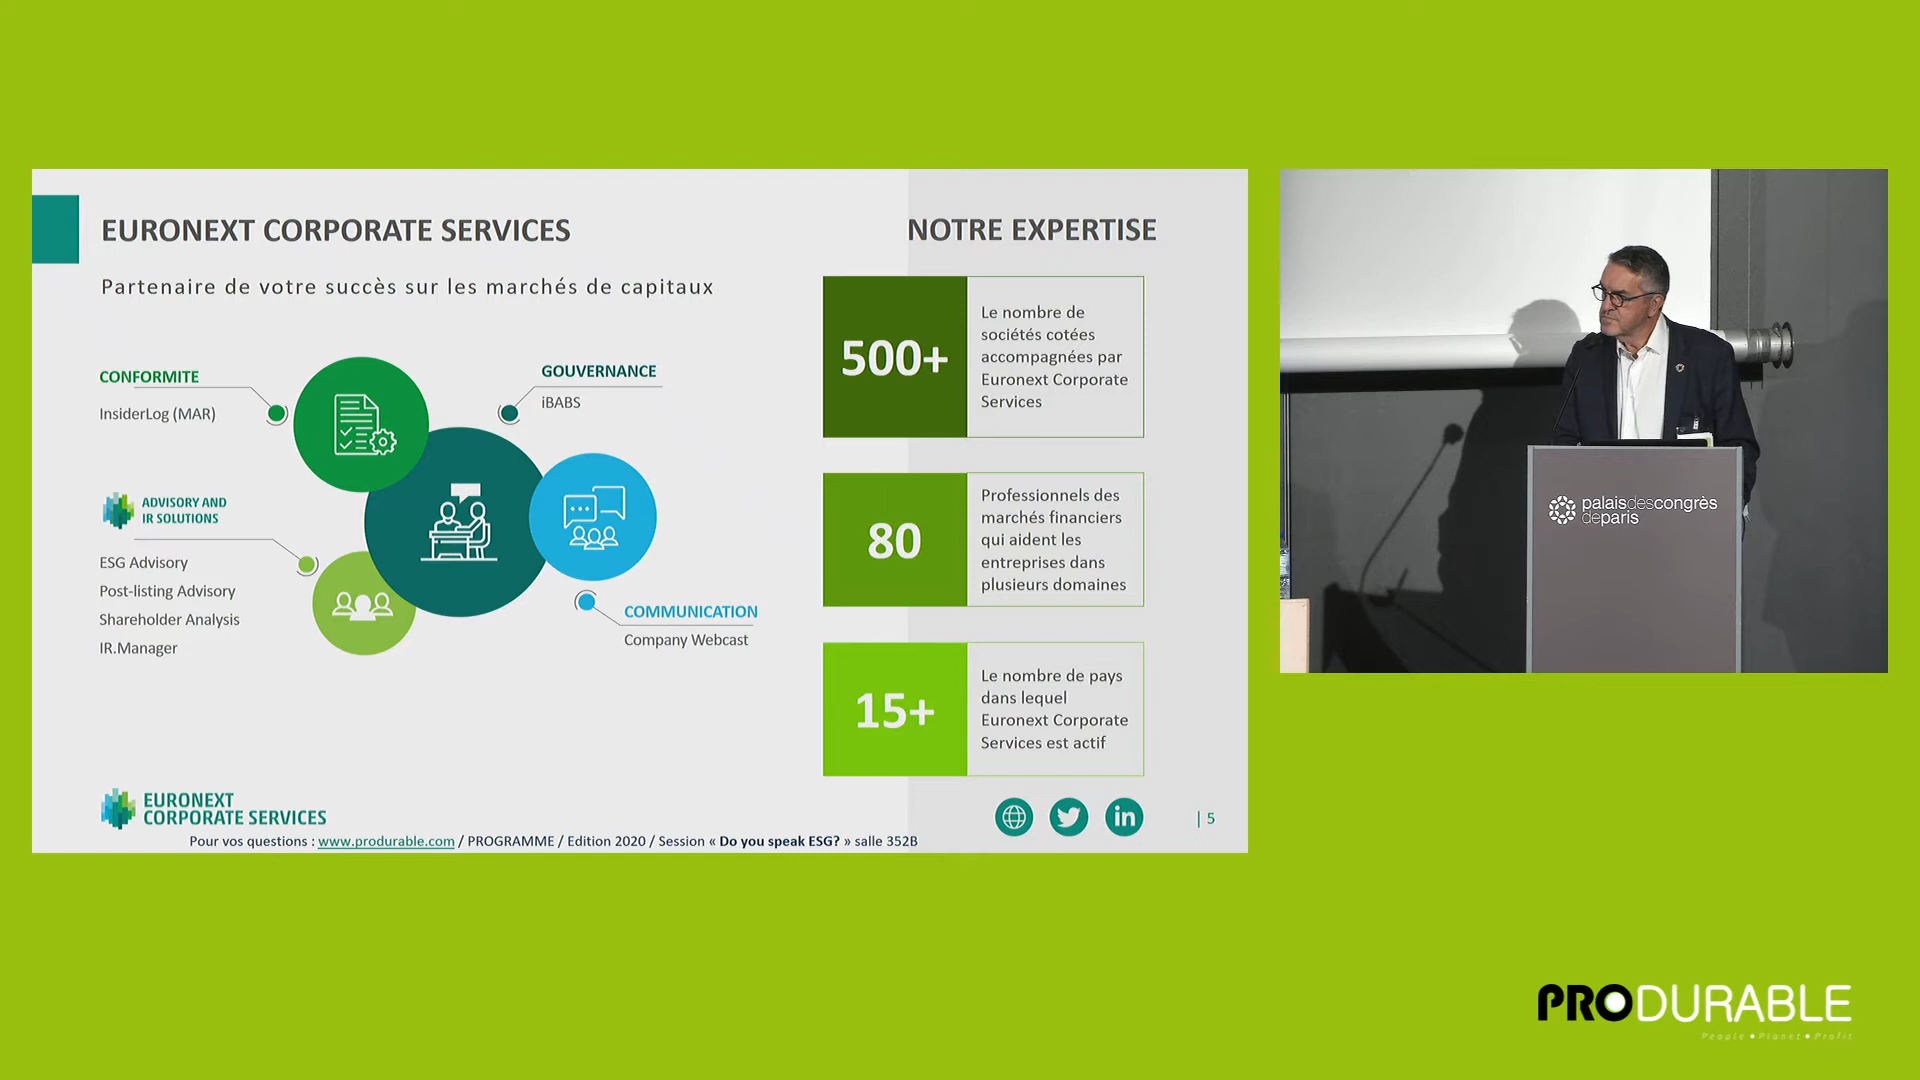 EURONEXT CORPORATE SERVICES
Partenaire de votre succès sur les marchés de capitaux
CONFORMITE
InsiderLog (MAR)
GOUVERNANCE
iBABS
ADVISORY AND
IR SOLUTIONS
ESG Advisory
Post-listing Advisory
Shareholder Analysis
IR.Manager
COMMUNICATION
Company Webcast
NOTRE EXPERTISE
500+
Le nombre de
sociétés cotées
accompagnées par
Euronext Corporate
Services
80
Professionnels des
marchés financiers
qui aident les
entreprises dans
plusieurs domaines
15+
Le nombre de pays
dans lequel
Euronext Corporate
Services est actif
EURONEXT
CORPORATE SERVICES
in
| 5
Pour vos questions : www.produrable.com / PROGRAMME / Edition 2020 / Session « Do you speak ESG? » salle 352B
palaisdescongrès
deparis
PRODURABLE
People • Planet • Profit